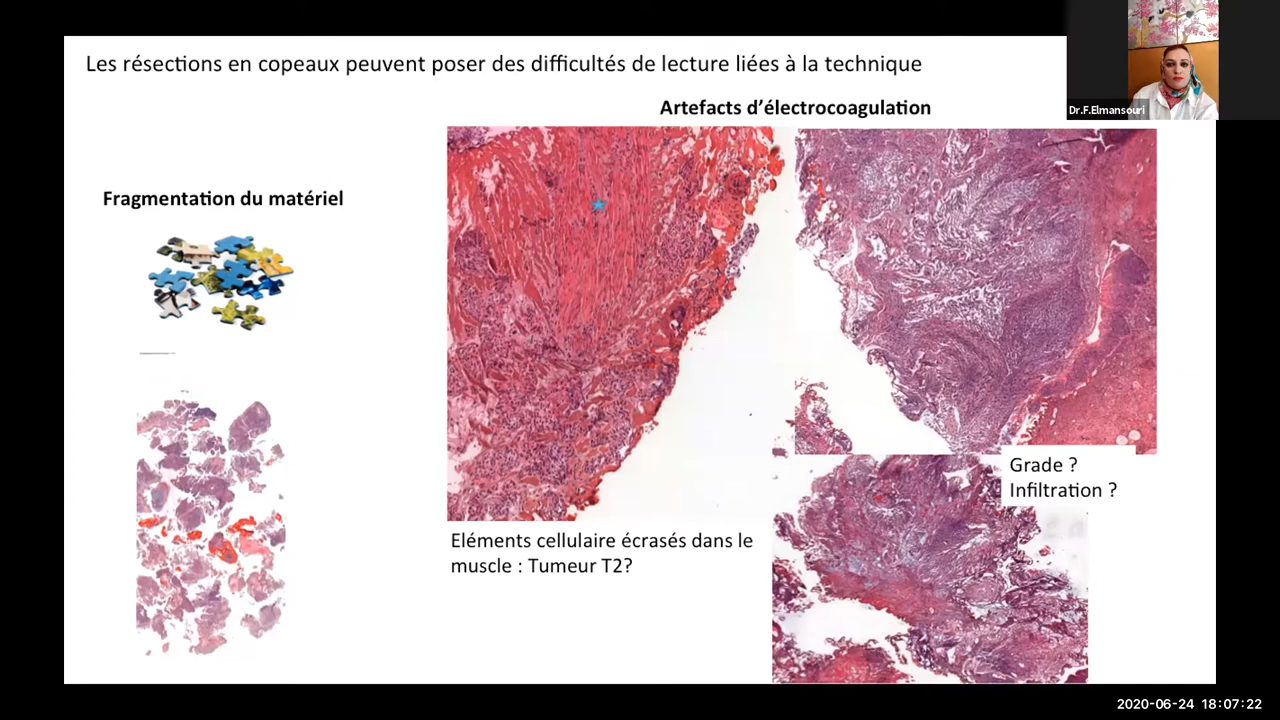 Les résections en copeaux peuvent poser des difficultés de lecture liées à la technique
Dr.F.Elmansouri
Artefacts d’électrocoagulation
Fragmentation du matériel
Grade ?
Infiltration ?
Eléments cellulaire écrasés dans le
muscle : Tumeur T2?
2020-06-24 18:07:22